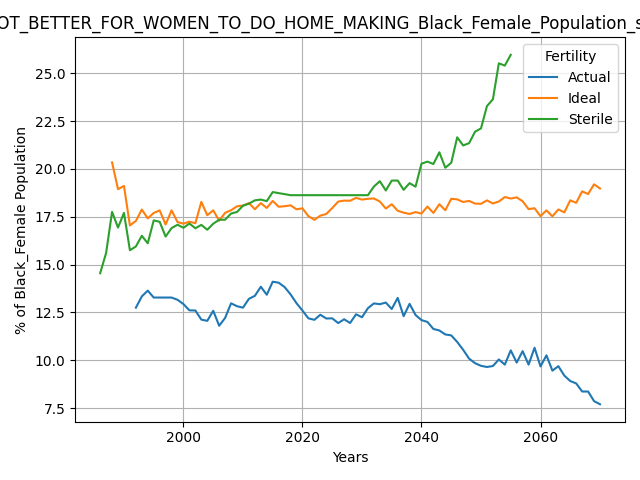 OT_BETTER_FOR_WOMEN_TO_DO_HOME_MAKING_Black_Female_Population_s
Fertility
Actual
Ideal
Sterile
% of Black_Female Population
25.0
22.5
20.0
17.5
15.0
12.5
10.0
7.5
2000 2020 2040 2060
Years